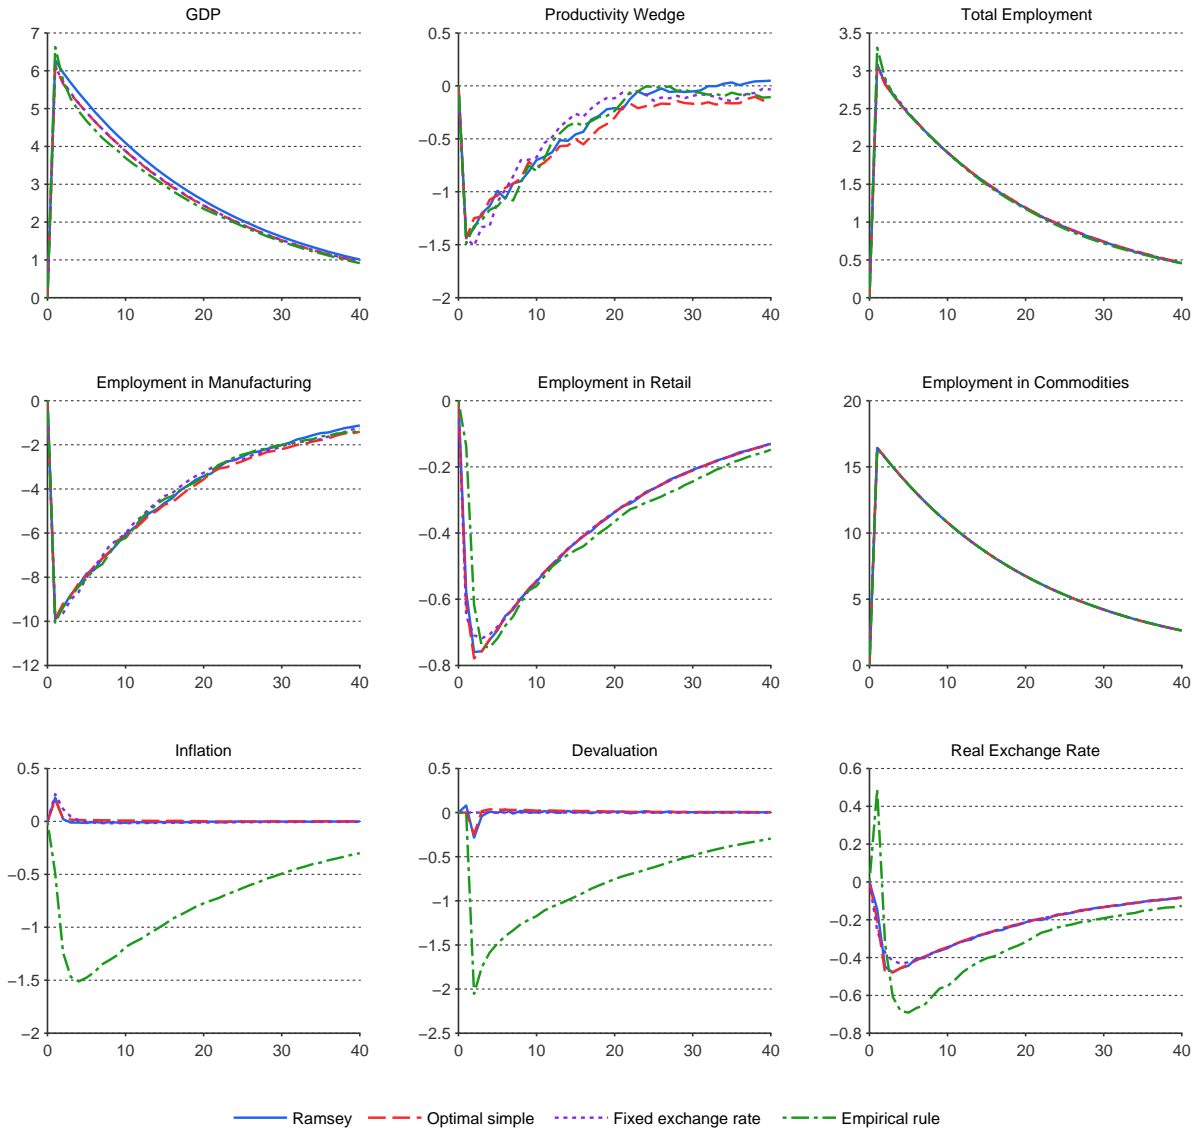 GDP Productivity Wedge Total Employment
7 0.5 3.5
6 0 3
5 2.5
4 −0.5 2
3 −1 1.5
2 1
1 −1.5 0.5
0 −2 0
0 10 20 30 40 0 10 20 30 40 0 10 20 30 40
Employment in Manufacturing Employment in Retail Employment in Commodities
0 0 20
−2
−4 −0.2 15
−6 −0.4 10
−8
−10 −0.6 5
−12 −0.8 0
0 10 20 30 40 0 10 20 30 40 0 10 20 30 40
Inflation Devaluation Real Exchange Rate
0.5 0.5 0.6
0.4
0 0 0.2
−0.5 −0.5 0
−1 −1 −0.2
−1.5 −1.5 −0.4
−2 −0.6
−2 −2.5 −0.8
0 10 20 30 40 0 10 20 30 40 0 10 20 30 40
Ramsey Optimal simple Fixed exchange rate Empirical rule